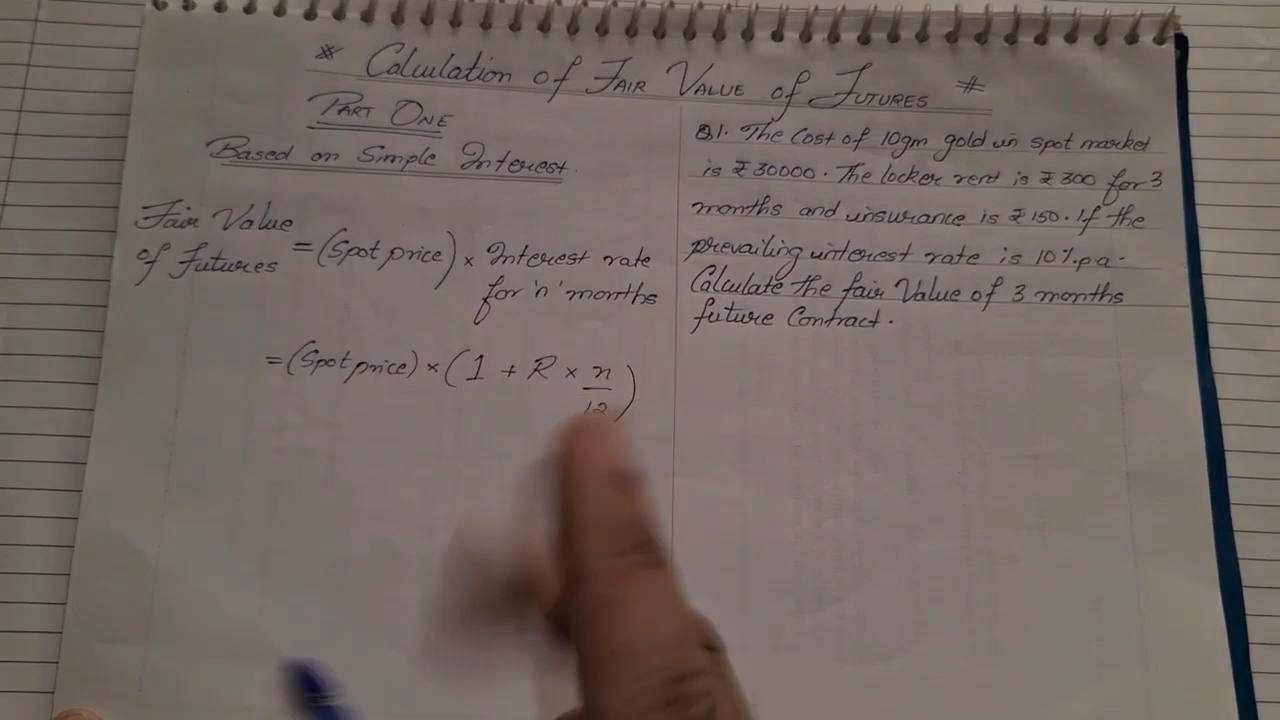 * Calculation of FAIR VALUE of FUTURES #
PART ONE
Based on Simple Interest.
Fair Value
of Futures = (Spot price) × Interest rate
for 'n' months
= (Spot price) × (1 + R × n/12)
Q.1. The Cost of 10gm gold in spot market
is ₹30000. The locker rent is ₹300 for 3
months and insurance is ₹150. If the
prevailing interest rate is 10% p.a.
Calculate the fair Value of 3 months
future Contract.